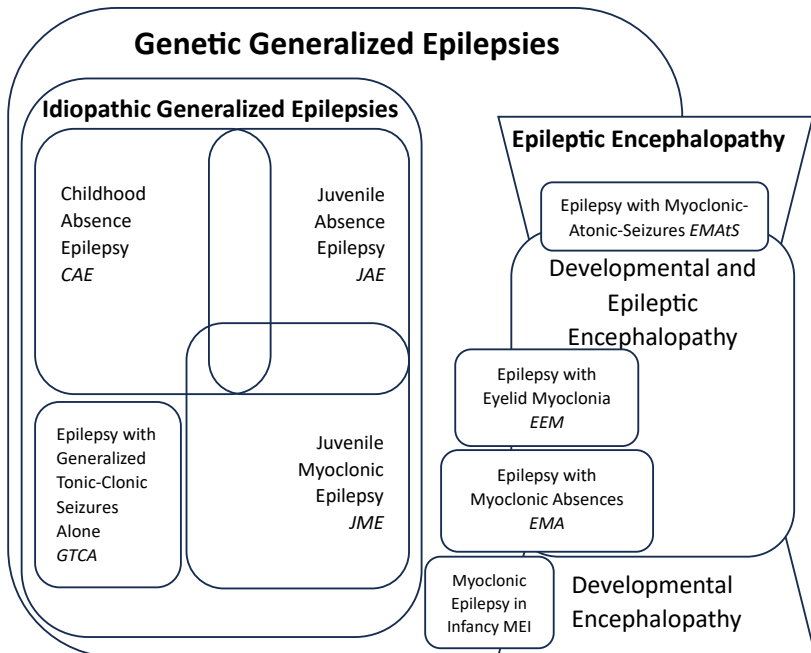 Genetic Generalized Epilepsies
Idiopathic Generalized Epilepsies
Childhood
Absence
Epilepsy
CAE
Juvenile
Absence
Epilepsy
JAE
Epilepsy with
Generalized
Tonic-Clonic
Seizures
Alone
GTCA
Juvenile
Myoclonic
Epilepsy
JME
Epileptic Encephalopathy
Epilepsy with Myoclonic-
Atonic-Seizures EMAtS
Developmental and
Epileptic
Encephalopathy
Epilepsy with
Eyelid Myoclonia
EEM
Epilepsy with
Myoclonic Absences
EMA
Myoclonic
Epilepsy in
Infancy MEI
Developmental
Encephalopathy